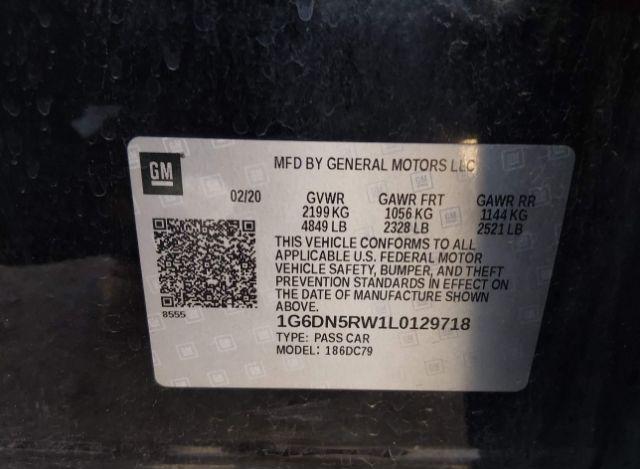 GM
MFD BY GENERAL MOTORS LLC
02/20 GVWR GAWR FRT GAWR RR
2199 KG 1056 KG 1144 KG
4849 LB 2328 LB 2521 LB
THIS VEHICLE CONFORMS TO ALL
APPLICABLE U.S. FEDERAL MOTOR
VEHICLE SAFETY, BUMPER, AND THEFT
PREVENTION STANDARDS IN EFFECT ON
THE DATE OF MANUFACTURE SHOWN
ABOVE.
8555
1G6DN5RW1L0129718
TYPE: PASS CAR
MODEL: 186DC79